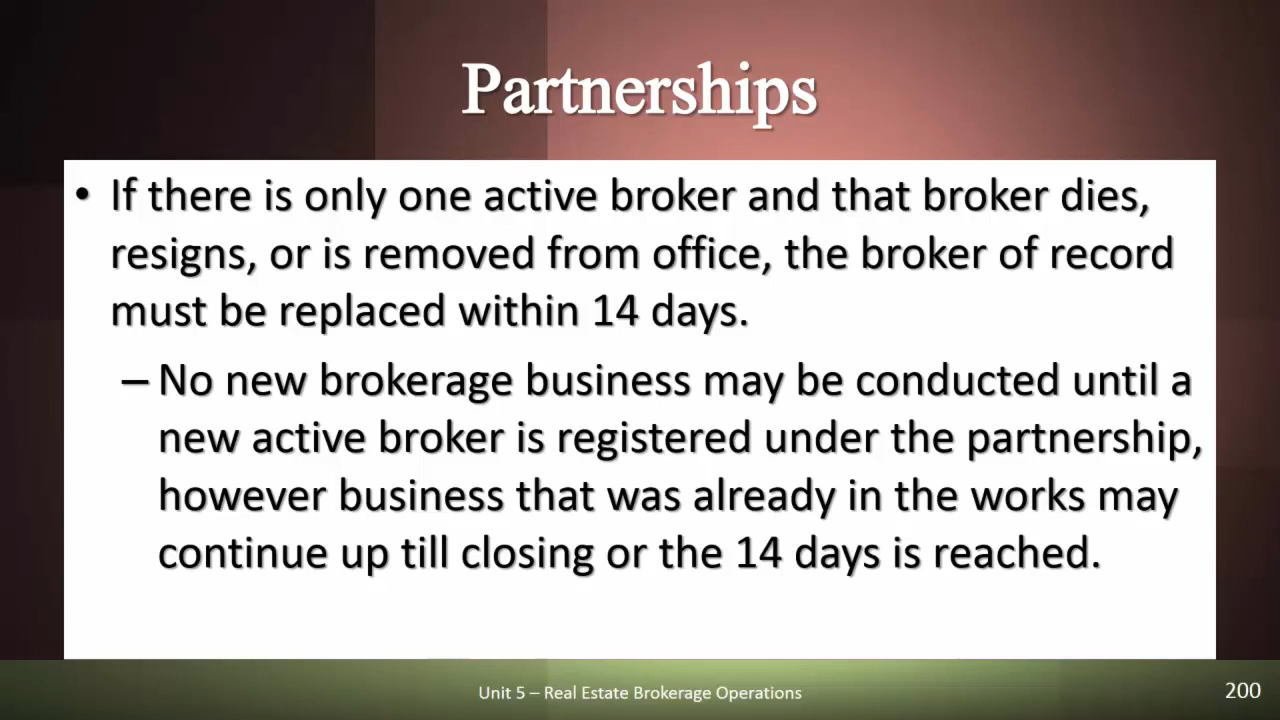 Partnerships
• If there is only one active broker and that broker dies,
resigns, or is removed from office, the broker of record
must be replaced within 14 days.
– No new brokerage business may be conducted until a
new active broker is registered under the partnership,
however business that was already in the works may
continue up till closing or the 14 days is reached.
Unit 5 – Real Estate Brokerage Operations
200